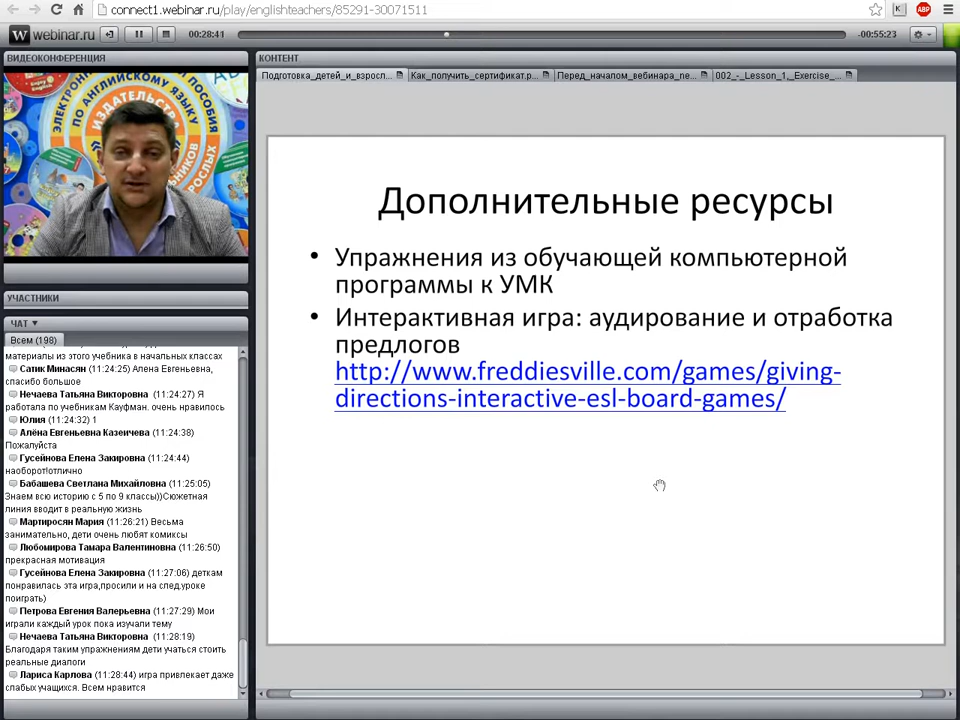 connect1.webinar.ru/play/englishteachers/85291-30071511
K
ABP
W webinar.ru
00:28:41
-00:55:23
ВИДЕОКОНФЕРЕНЦИЯ
ЭЛЕКТРОННЫЕ
ПОСОБИЯ
ПО АНГЛИЙСКОМУ ЯЗЫКУ
ИЗДАТЕЛЬСТВА
УЧАСТНИКИ
ЧАТ
Всем (198)
материалы из этого учебника в начальных классах
Сатик Минасян (11:24:25) Алена Евгеньевна,
спасибо большое
Нечаева Татьяна Викторовна (11:24:27) Я
работала по учебникам Кауфман. очень нравилось
Юлия (11:24:32) 1
Алёна Евгеньевна Казеичева (11:24:38)
Пожалуйста
Гусейнова Елена Закировна (11:24:44)
наоборот!отлично
Бабашева Светлана Михайловна (11:25:05)
Знаем всю историю с 5 по 9 классы))Сюжетная
линия вводит в реальную жизнь
Мартиросян Мария (11:26:21) Весьма
занимательно, дети очень любят комиксы
Любомирова Тамара Валентиновна (11:26:50)
прекрасная мотивация
Гусейнова Елена Закировна (11:27:06) деткам
понравилась эта игра,просили и на след.уроке
поиграть)
Петрова Евгения Валерьевна (11:27:29) Мои
играли каждый урок пока изучали тему
Нечаева Татьяна Викторовна (11:28:19)
Благодаря таким упражнениям дети учаться стоить
реальные диалоги
Лариса Карлова (11:28:44) игра привлекает даже
слабых учащихся. Всем нравится
КОНТЕНТ
Подготовка_детей_и_взросл...
Как_получить_сертификат.p...
Перед_началом_вебинара_пе...
002_-_Lesson_1,_Exercise_...
Дополнительные ресурсы
• Упражнения из обучающей компьютерной
программы к УМК
• Интерактивная игра: аудирование и отработка
предлогов
http://www.freddiesville.com/games/giving-
directions-interactive-esl-board-games/